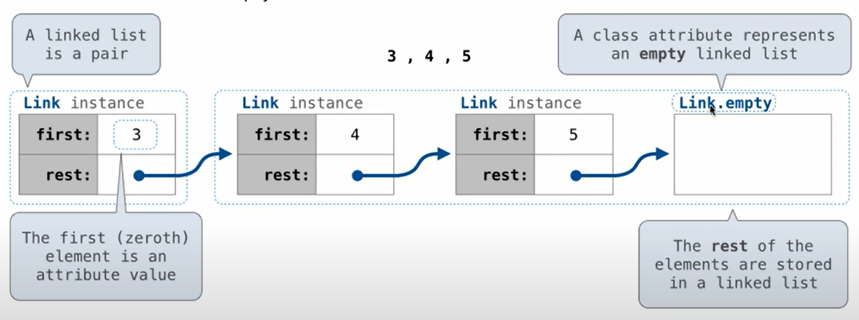 A linked list
is a pair
3 , 4 , 5
A class attribute represents
an empty linked list
Link instance
first: 3
rest:
Link instance
first: 4
rest:
Link instance
first: 5
rest:
Link.empty
The first (zeroth)
element is an
attribute value
The rest of the
elements are stored
in a linked list